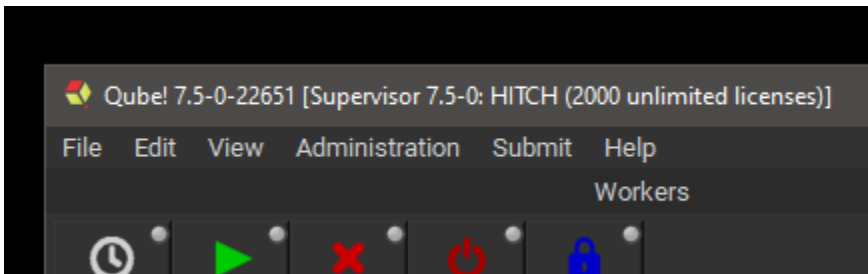 Qube! 7.5-0-22651 [Supervisor 7.5-0: HITCH (2000 unlimited licenses)]
File Edit View Administration Submit Help
Workers